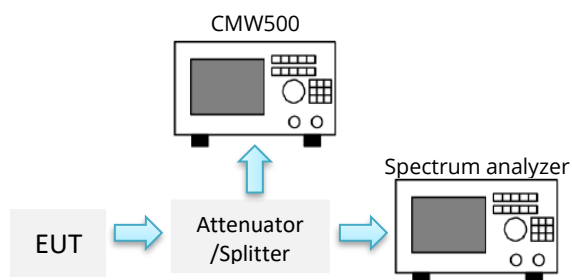 CMW500
Spectrum analyzer
EUT
Attenuator
/Splitter